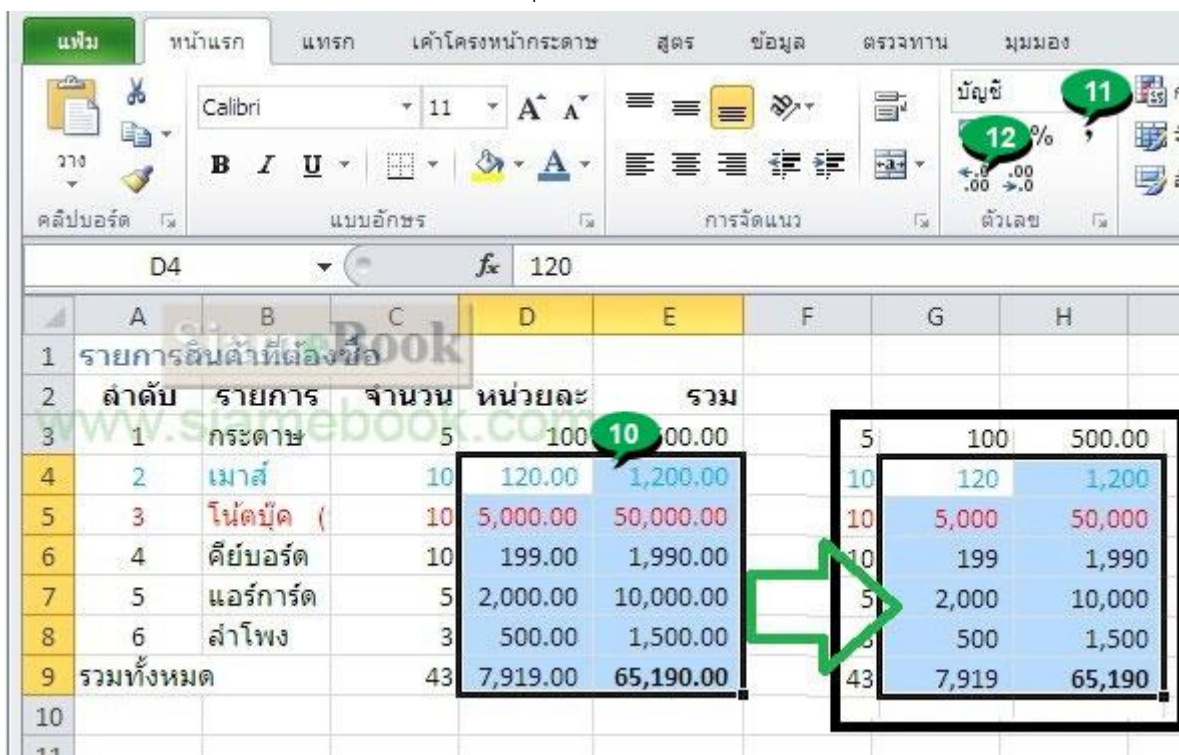 แฟ้ม หน้าแรก แทรก เค้าโครงหน้ากระดาษ สูตร ข้อมูล ตรวจทาน มุมมอง
Calibri 11 A A บัญชี 11
วาง B I U A 12 % ,
.00 .00 .0
คลิปบอร์ด แบบอักษร การจัดแนว ตัวเลข
D4 fx 120
A B C D E F G H
SiameBook
1 รายการสินค้าที่ต้องซื้อ
2 ลำดับ รายการ จำนวน หน่วยละ รวม
www.siamebook.com
3 1 กระดาษ 5 100 10 500.00 5 100 500.00
4 2 เมาส์ 10 120.00 1,200.00 10 120 1,200
5 3 โน้ตบุ๊ค ( 10 5,000.00 50,000.00 10 5,000 50,000
6 4 คีย์บอร์ด 10 199.00 1,990.00 10 199 1,990
7 5 แอร์การ์ด 5 2,000.00 10,000.00 5 2,000 10,000
8 6 ลำโพง 3 500.00 1,500.00 3 500 1,500
9 รวมทั้งหมด 43 7,919.00 65,190.00 43 7,919 65,190
10
11